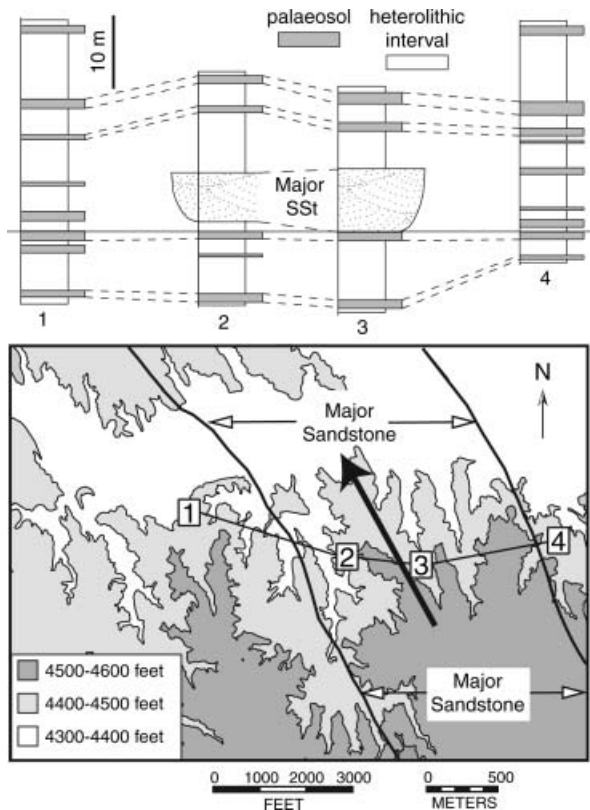 palaeosol
heterolithic
interval
10 m
Major
SSt
1
2
3
4
N
Major
Sandstone
1
2
3
4
4500-4600 feet
4400-4500 feet
4300-4400 feet
Major
Sandstone
0 1000 2000 3000
FEET
0 500
METERS